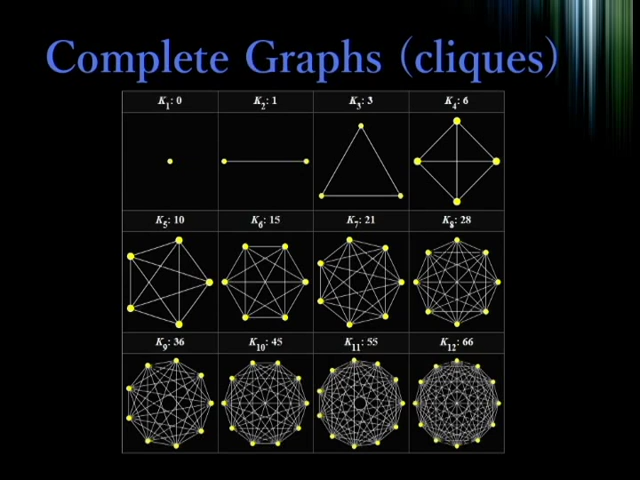 Complete Graphs (cliques)
K1: 0 K2: 1 K3: 3 K4: 6
K5: 10 K6: 15 K7: 21 K8: 28
K9: 36 K10: 45 K11: 55 K12: 66